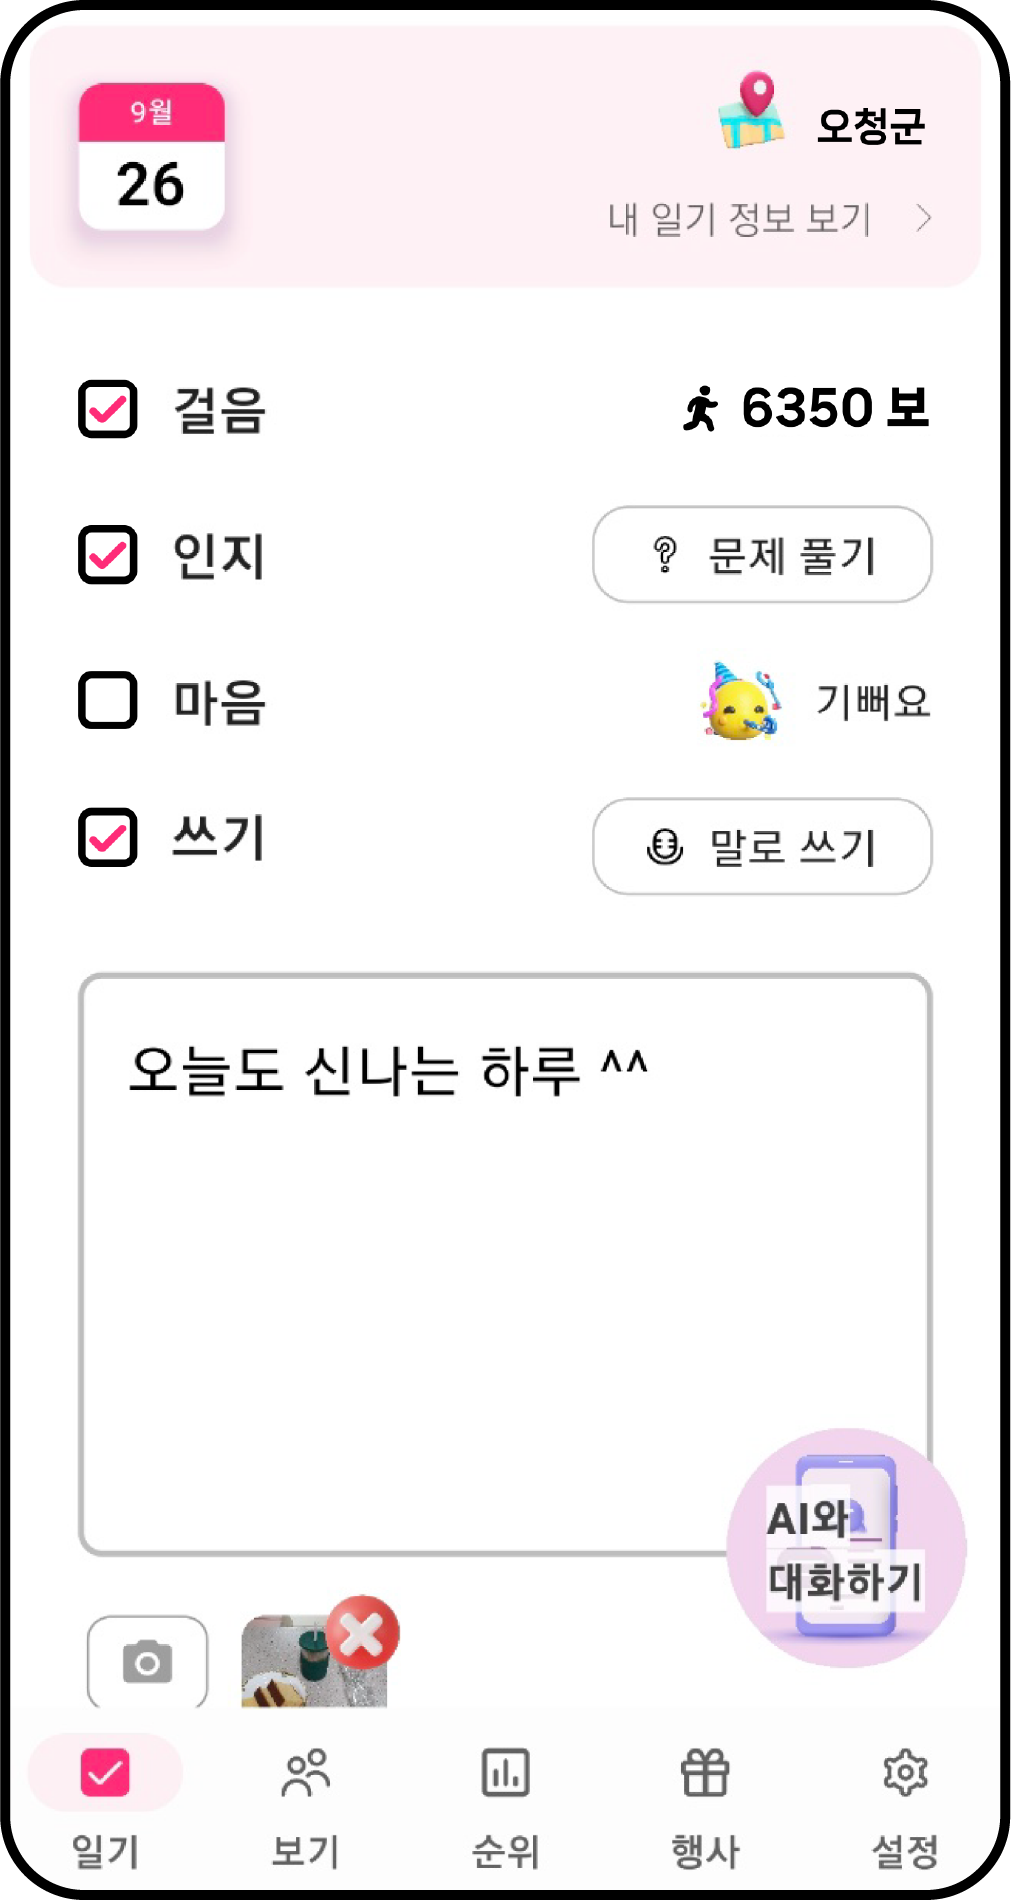 9월
26
오청군
내 일기 정보 보기 >
걸음
6350 보
인지
문제 풀기
마음
기뻐요
쓰기
말로 쓰기
오늘도 신나는 하루 ^^
AI와
대화하기
일기
보기
순위
행사
설정